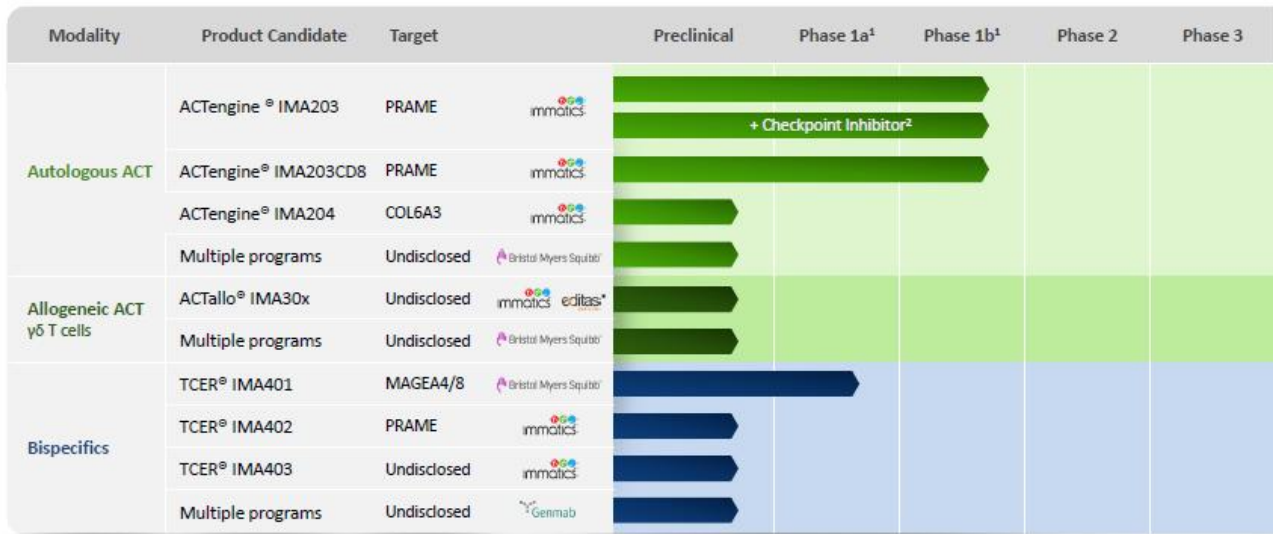 Modality Product Candidate Target Preclinical Phase 1a¹ Phase 1b¹ Phase 2 Phase 3
Autologous ACT
ACTengine ® IMA203 PRAME immatics
+ Checkpoint Inhibitor²
ACTengine® IMA203CD8 PRAME immatics
ACTengine® IMA204 COL6A3 immatics
Multiple programs Undisclosed Bristol Myers Squibb
Allogeneic ACT
γδ T cells
ACTallo® IMA30x Undisclosed immatics editas
Multiple programs Undisclosed Bristol Myers Squibb
Bispecifics
TCER® IMA401 MAGEA4/8 Bristol Myers Squibb
TCER® IMA402 PRAME immatics
TCER® IMA403 Undisclosed immatics
Multiple programs Undisclosed Genmab